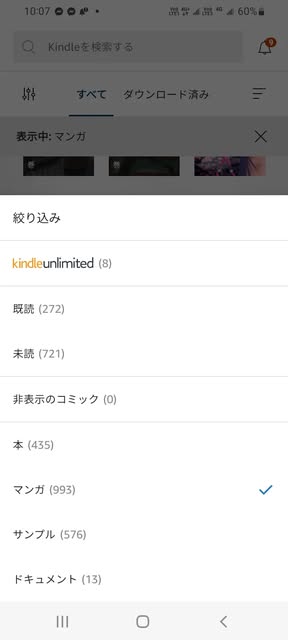 10:07 60%
Kindleを検索する 9
すべて ダウンロード済み
表示中: マンガ
巻 巻
絞り込み
kindleunlimited (8)
既読 (272)
未読 (721)
非表示のコミック (0)
本 (435)
マンガ (993)
サンプル (576)
ドキュメント (13)